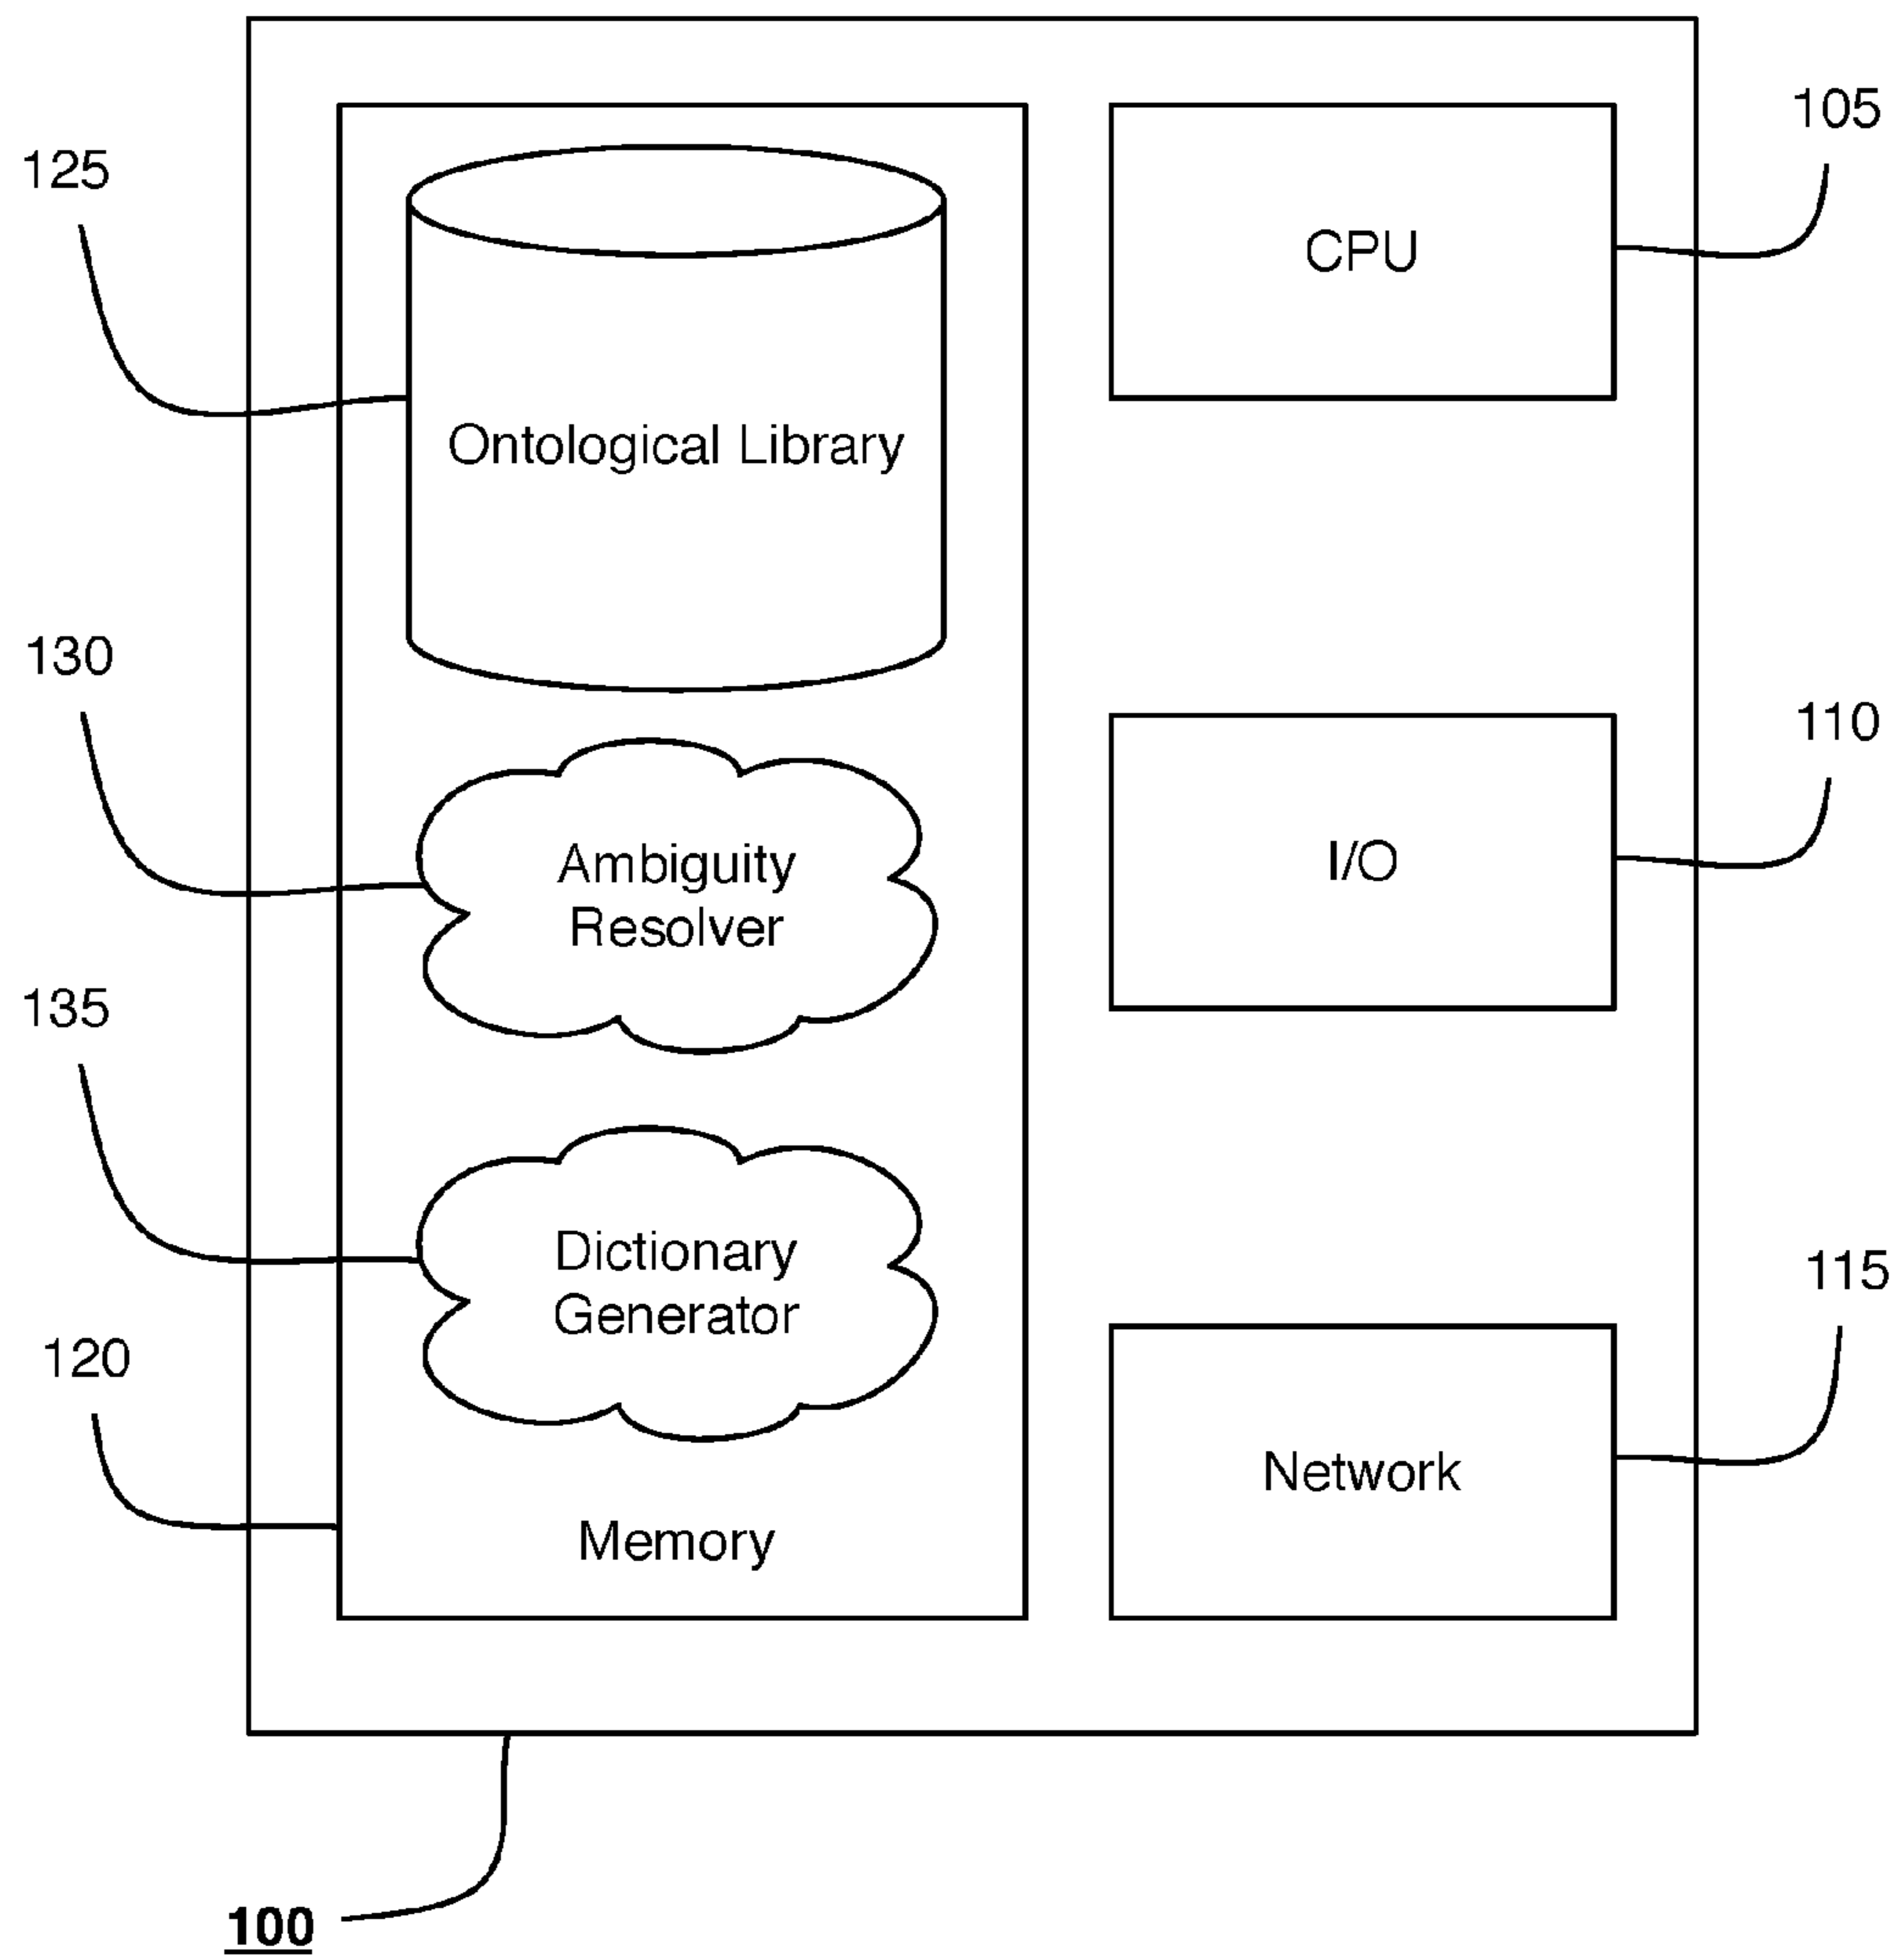 105
125
CPU
Ontological Library
130
110
Ambiguity
Resolver
I/O
135
115
Dictionary
Generator
120
Network
Memory
100